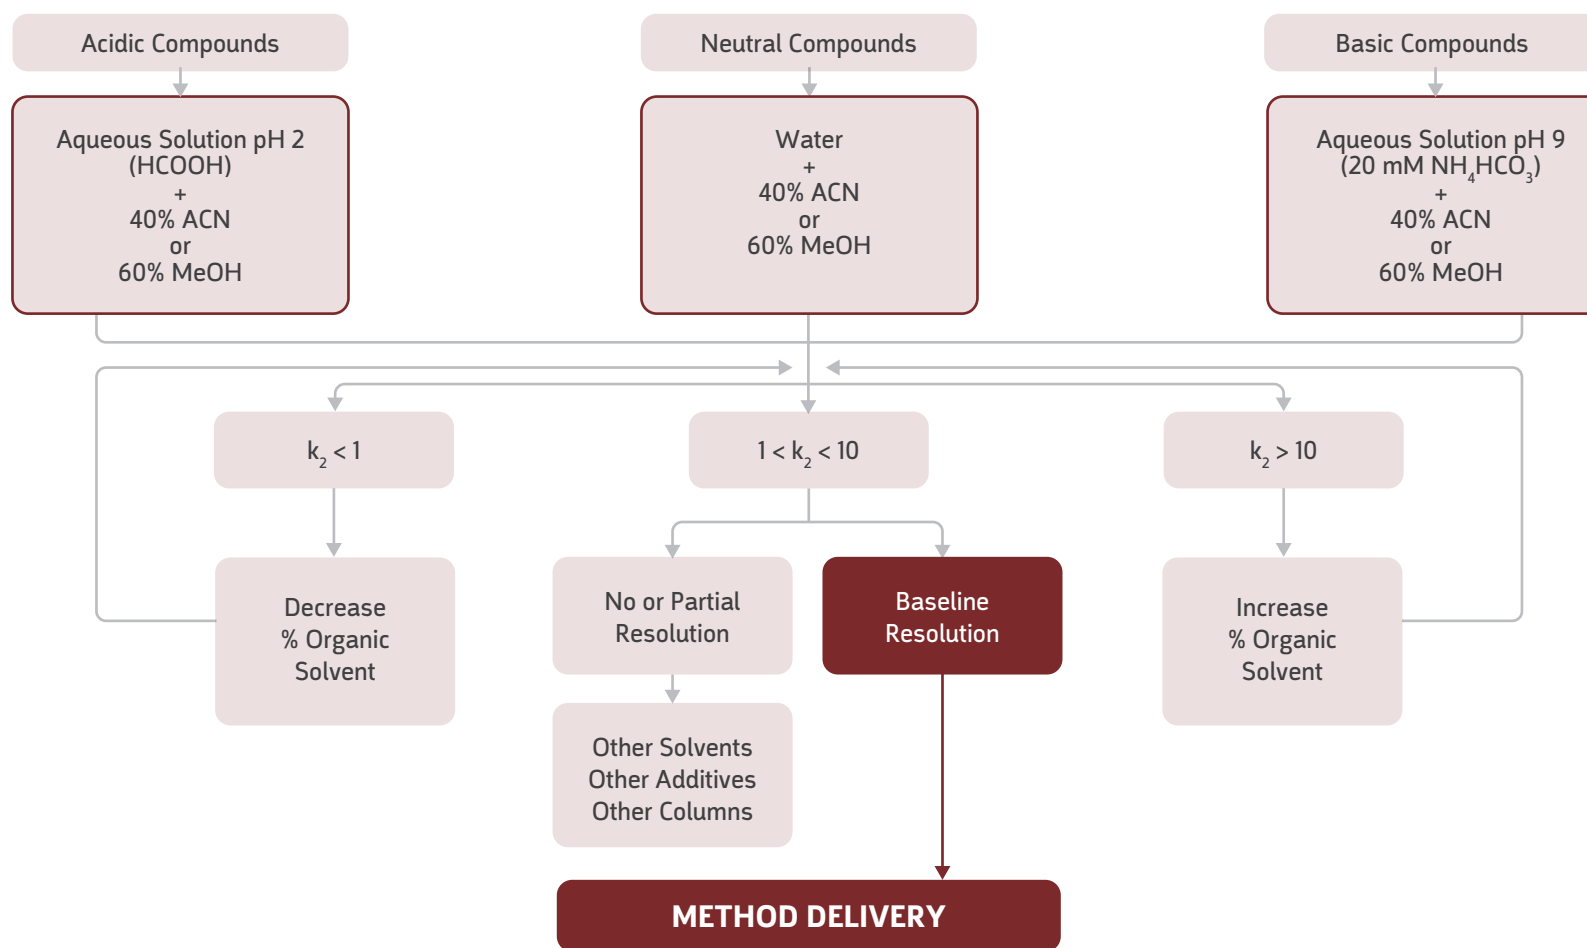 Acidic Compounds
Neutral Compounds
Basic Compounds
Aqueous Solution pH 2
(HCOOH)
+
40% ACN
or
60% MeOH
Water
+
40% ACN
or
60% MeOH
Aqueous Solution pH 9
(20 mM NH₄HCO₃)
+
40% ACN
or
60% MeOH
k₂ < 1
1 < k₂ < 10
k₂ > 10
Decrease
% Organic
Solvent
No or Partial
Resolution
Baseline
Resolution
Increase
% Organic
Solvent
Other Solvents
Other Additives
Other Columns
METHOD DELIVERY